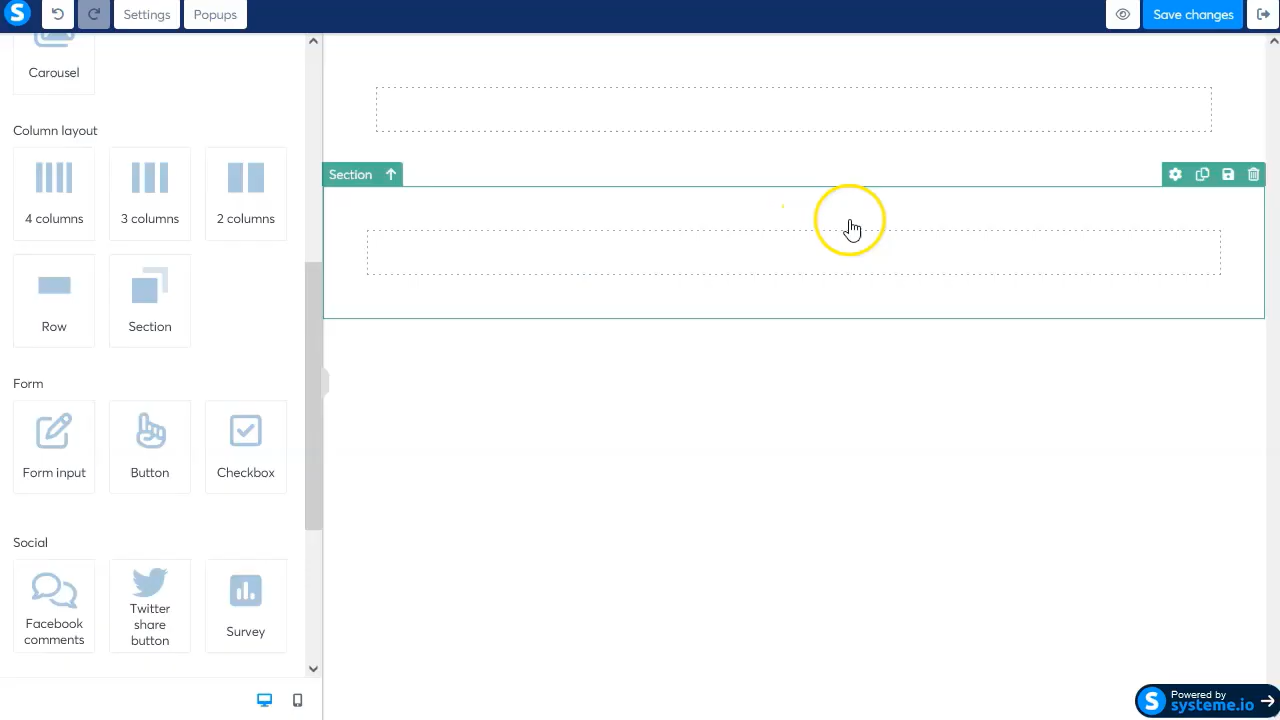 S
Settings
Popups
Save changes
Carousel
Column layout
4 columns
3 columns
2 columns
Row
Section
Form
Form input
Button
Checkbox
Social
Facebook
comments
Twitter
share
button
Survey
Section
S
Powered by
systeme.io